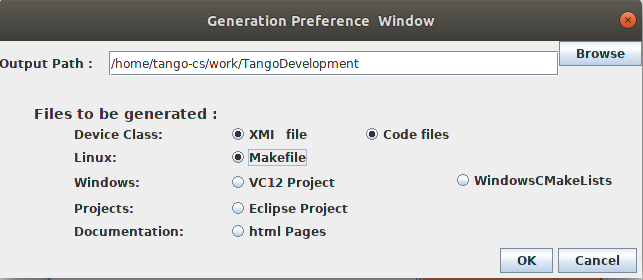 Generation Preference Window
Output Path : /home/tango-cs/work/TangoDevelopment Browse
Files to be generated :
Device Class: XMI file Code files
Linux: Makefile
Windows: VC12 Project WindowsCMakeLists
Projects: Eclipse Project
Documentation: html Pages
OK Cancel